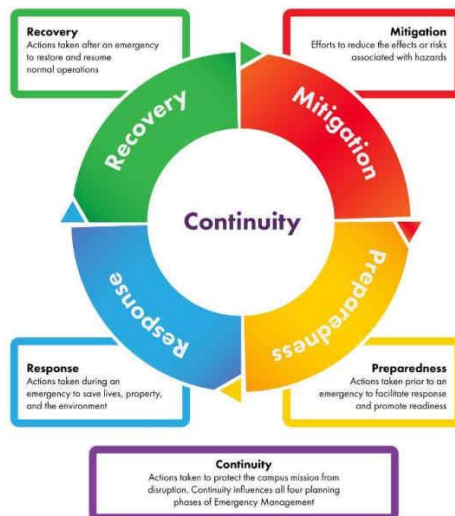 Recovery
Actions taken after an emergency
to restore and resume
normal operations
Mitigation
Efforts to reduce the effects or risks
associated with hazards
Recovery
Mitigation
Continuity
Response
Preparedness
Response
Actions taken during an
emergency to save lives, property,
and the environment
Preparedness
Actions taken prior to an
emergency to facilitate response
and promote readiness
Continuity
Actions taken to protect the campus mission from
disruption. Continuity influences all four planning
phases of Emergency Management